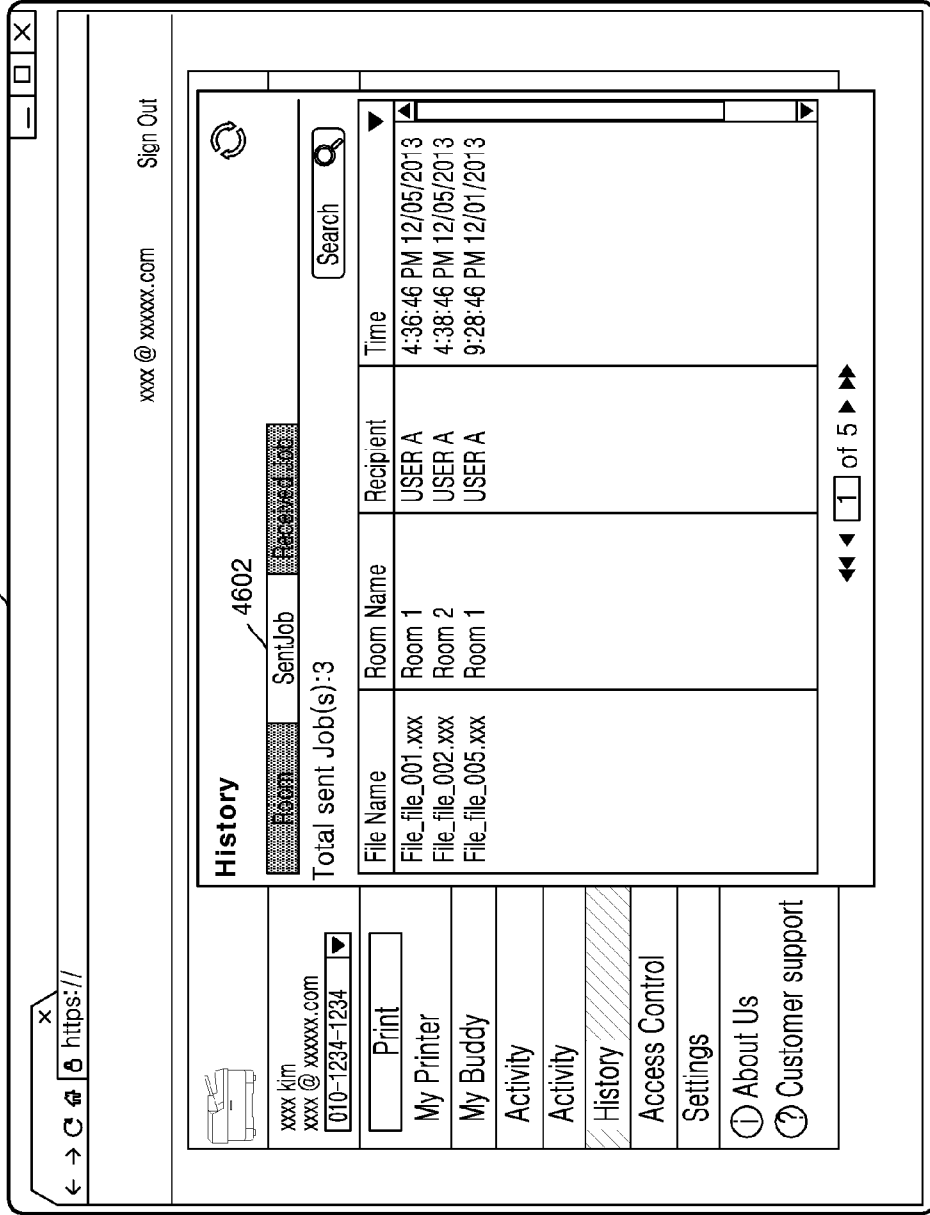 https://
xxxx @ xxxxxx.com Sign Out
xxxx kim
xxxx @ xxxxxx.com
010-1234-1234
Print
My Printer
My Buddy
Activity
Activity
History
Access Control
Settings
About Us
Customer support
History
4602
Room SentJob Received Job
Total sent Job(s):3
Search
File Name Room Name Recipient Time
File_file_001.xxx Room 1 USER A 4:36:46 PM 12/05/2013
File_file_002.xxx Room 2 USER A 4:38:46 PM 12/05/2013
File_file_005.xxx Room 1 USER A 9:28:46 PM 12/01/2013
1 of 5